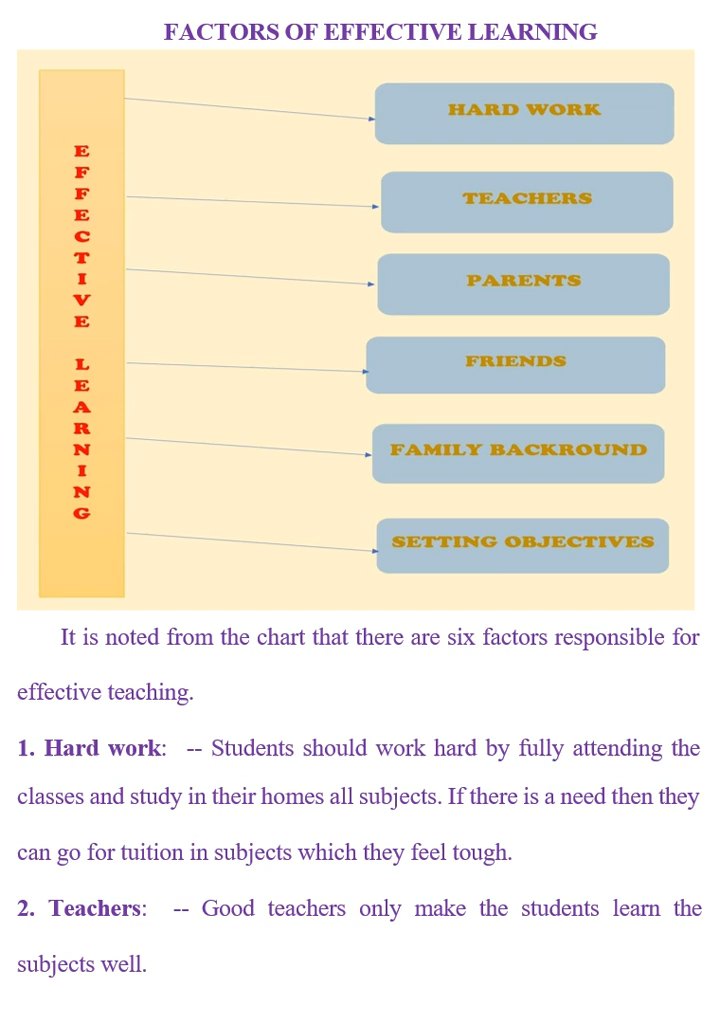 FACTORS OF EFFECTIVE LEARNING
EFFECTIVE LEARNING
HARD WORK
TEACHERS
PARENTS
FRIENDS
FAMILY BACKROUND
SETTING OBJECTIVES
It is noted from the chart that there are six factors responsible for
effective teaching.
1. Hard work:  -- Students should work hard by fully attending the
classes and study in their homes all subjects. If there is a need then they
can go for tuition in subjects which they feel tough.
2. Teachers:  -- Good teachers only make the students learn the
subjects well.